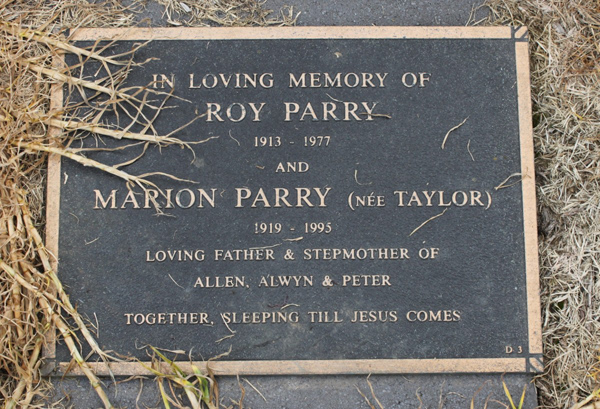 IN LOVING MEMORY OF
ROY PARRY
1913 - 1977
AND
MARION PARRY (NÉE TAYLOR)
1919 - 1995
LOVING FATHER & STEPMOTHER OF
ALLEN, ALWYN & PETER
TOGETHER, SLEEPING TILL JESUS COMES
D 3